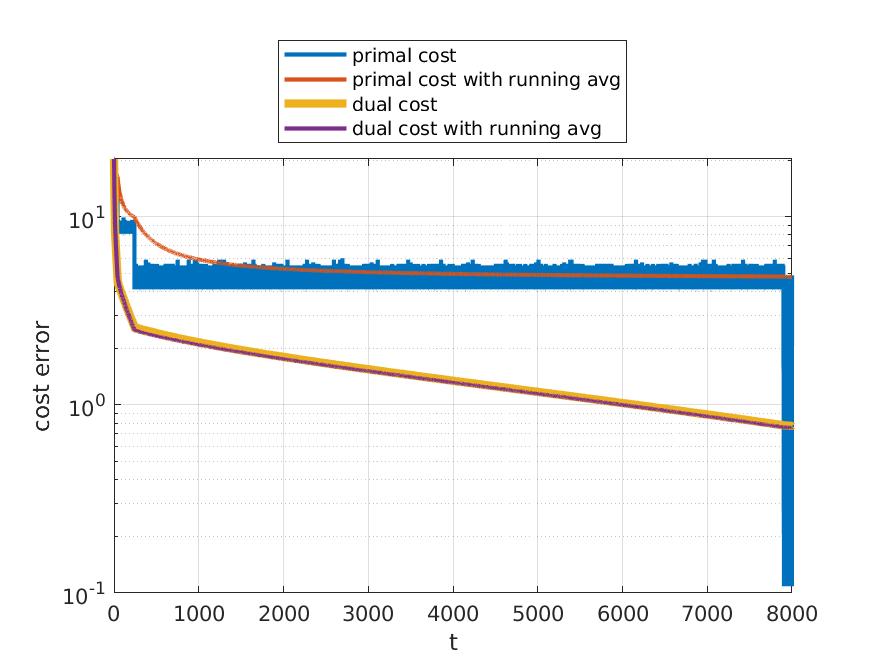 primal cost
primal cost with running avg
dual cost
dual cost with running avg
10^1
10^0
10^-1
cost error
0 1000 2000 3000 4000 5000 6000 7000 8000
t